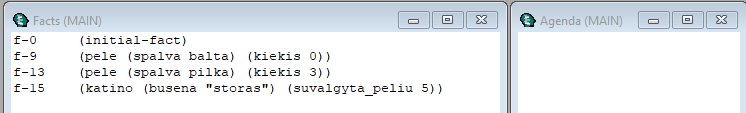 Facts (MAIN)
f-0     (initial-fact)
f-9     (pele (spalva balta) (kiekis 0))
f-13    (pele (spalva pilka) (kiekis 3))
f-15    (katino (busena "storas") (suvalgyta_peliu 5))
Agenda (MAIN)